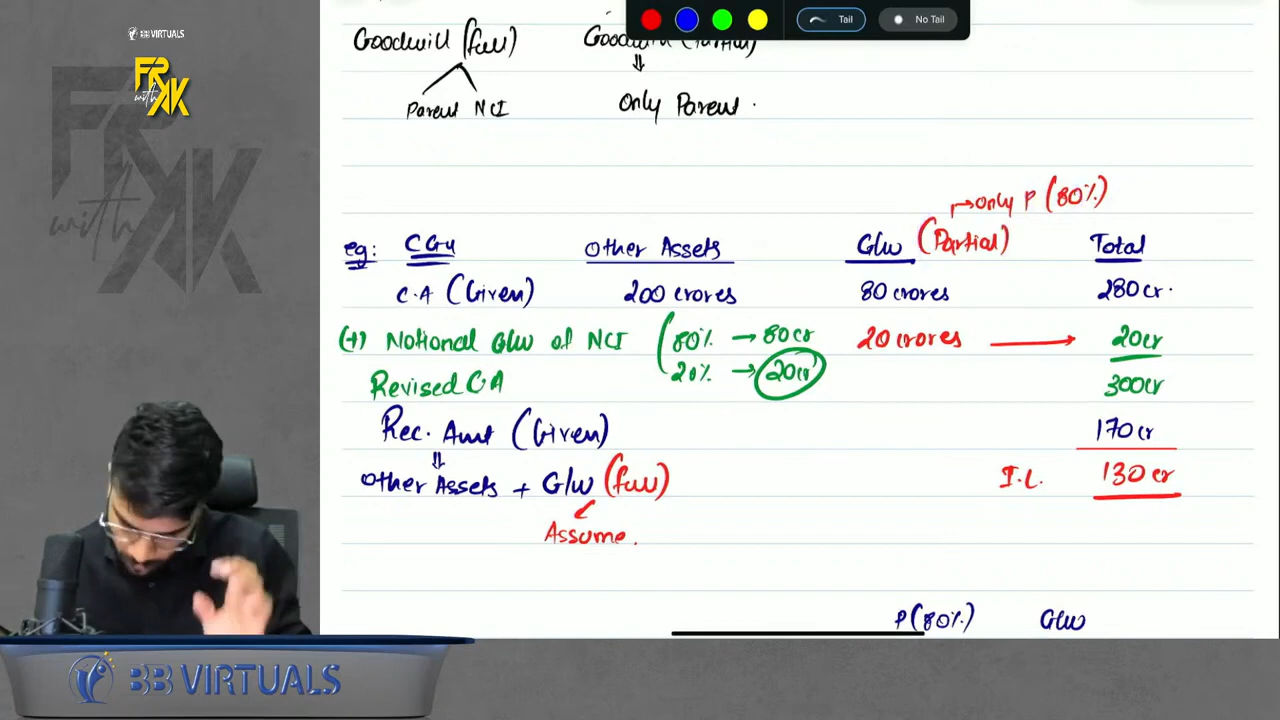 BB VIRTUALS
FR
with
AK
Tail
No Tail
Goodwill (full)
Parent NCI
Only Parent.
→ only P (80%)
eg: CGU Other Assets G/w (Partial) Total
C.A (Given) 200 crores 80 crores 280 cr.
(+) Notional G/w of NCI 80% → 80 cr 20 crores → 20 cr
20% → 20 cr
Revised CA 300 cr
Rec. Amt (Given) 170 cr
Other Assets + G/w (full) I.L. 130 cr
Assume.
P (80%) G/w
BB VIRTUALS